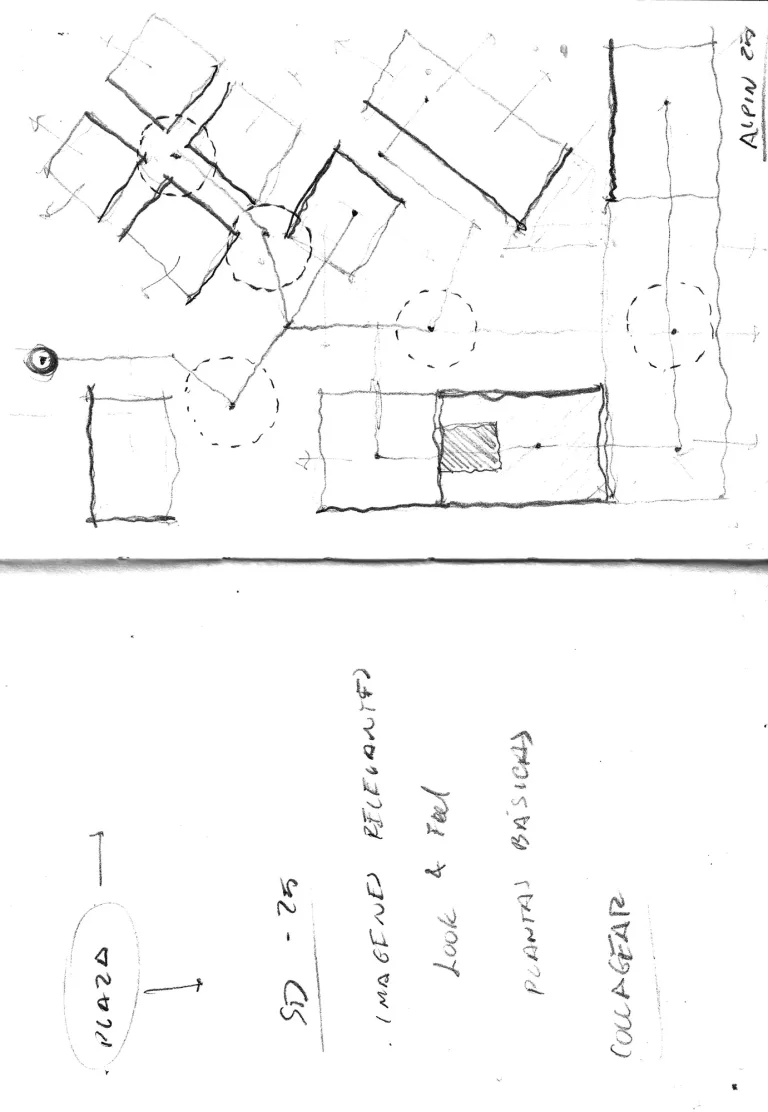 ALPIN 25
PLAZA
SD - 25
. IMAGENES RELEVANTES
LOOK & Feel
PLANTAS BÁSICAS
COLLAGEAR